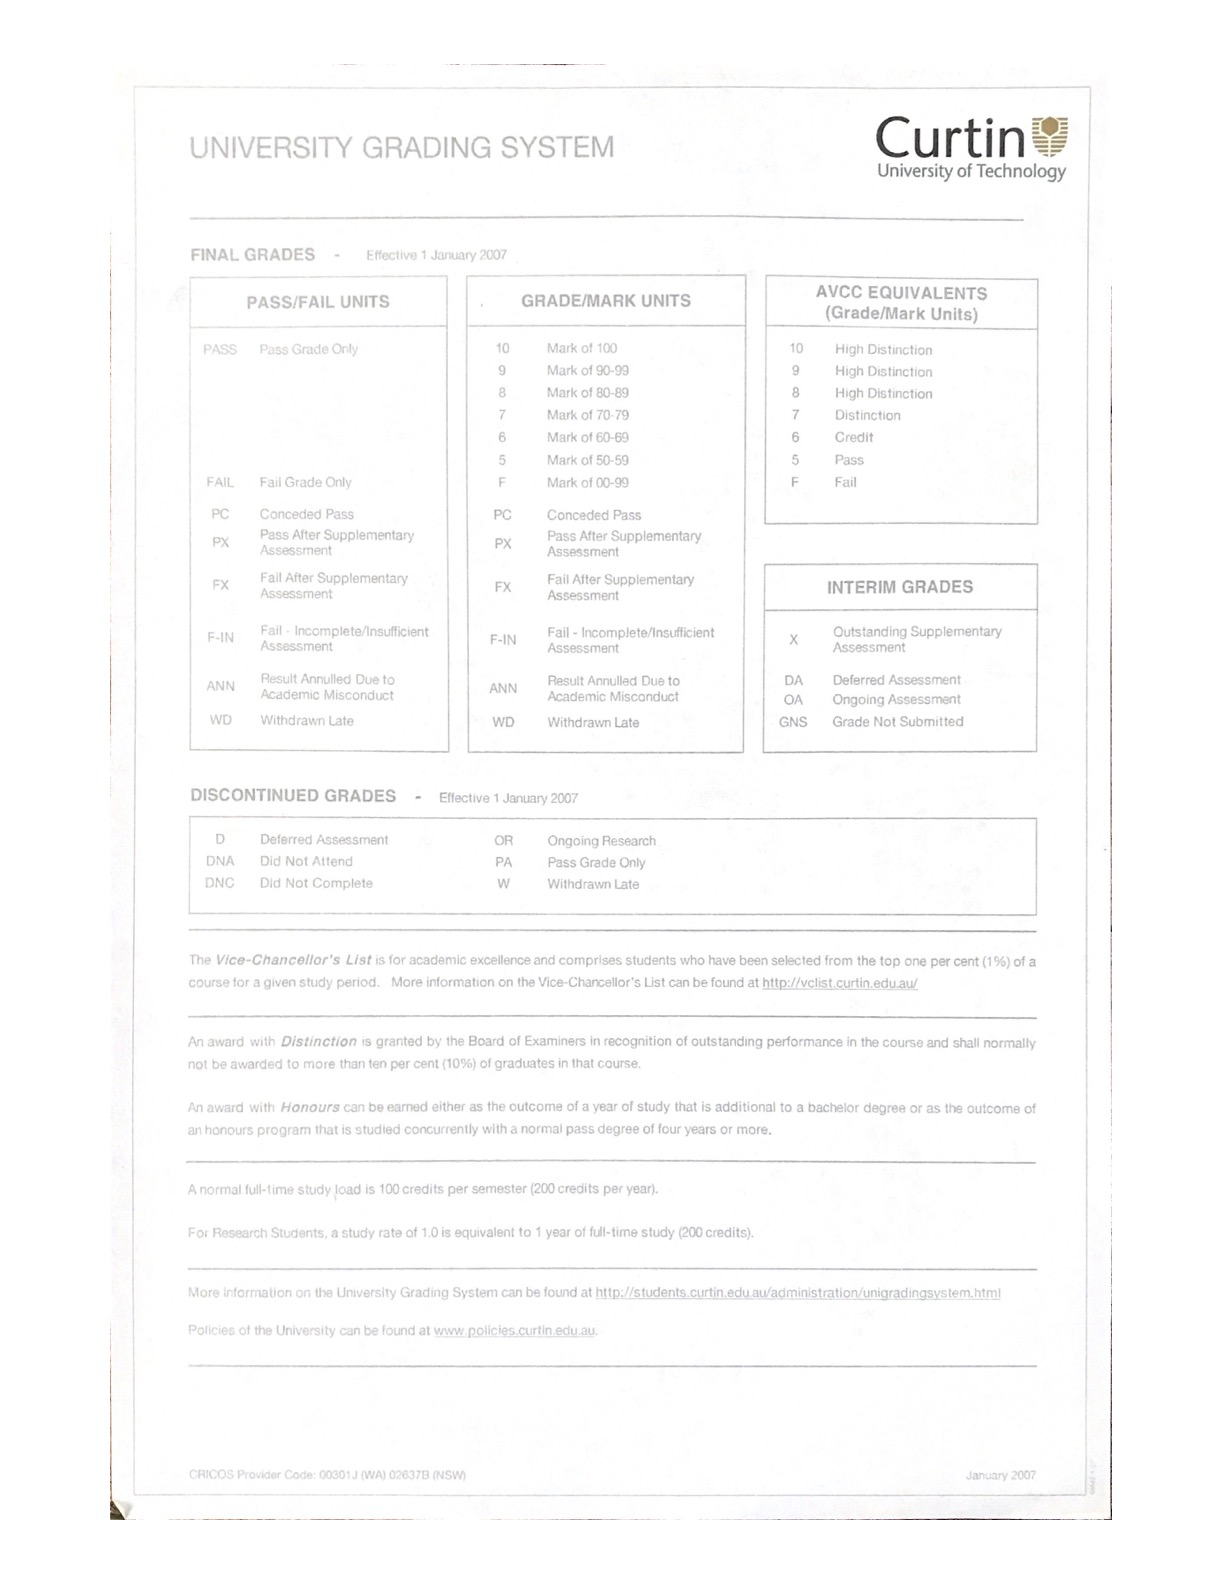 UNIVERSITY GRADING SYSTEM
Curtin
University of Technology
FINAL GRADES - Effective 1 January 2007
PASS/FAIL UNITS
PASS Pass Grade Only
FAIL Fail Grade Only
PC Conceded Pass
PX Pass After Supplementary
Assessment
FX Fail After Supplementary
Assessment
F-IN Fail - Incomplete/Insufficient
Assessment
ANN Result Annulled Due to
Academic Misconduct
WD Withdrawn Late
GRADE/MARK UNITS
10 Mark of 100
9 Mark of 90-99
8 Mark of 80-89
7 Mark of 70-79
6 Mark of 60-69
5 Mark of 50-59
F Mark of 00-99
PC Conceded Pass
PX Pass After Supplementary
Assessment
FX Fail After Supplementary
Assessment
F-IN Fail - Incomplete/Insufficient
Assessment
ANN Result Annulled Due to
Academic Misconduct
WD Withdrawn Late
AVCC EQUIVALENTS
(Grade/Mark Units)
10 High Distinction
9 High Distinction
8 High Distinction
7 Distinction
6 Credit
5 Pass
F Fail
INTERIM GRADES
X Outstanding Supplementary
Assessment
DA Deferred Assessment
OA Ongoing Assessment
GNS Grade Not Submitted
DISCONTINUED GRADES - Effective 1 January 2007
D Deferred Assessment OR Ongoing Research
DNA Did Not Attend PA Pass Grade Only
DNC Did Not Complete W Withdrawn Late
The Vice-Chancellor's List is for academic excellence and comprises students who have been selected from the top one per cent (1%) of a
course for a given study period. More information on the Vice-Chancellor's List can be found at http://vclist.curtin.edu.au/
An award with Distinction is granted by the Board of Examiners in recognition of outstanding performance in the course and shall normally
not be awarded to more than ten per cent (10%) of graduates in that course.
An award with Honours can be earned either as the outcome of a year of study that is additional to a bachelor degree or as the outcome of
an honours program that is studied concurrently with a normal pass degree of four years or more.
A normal full-time study load is 100 credits per semester (200 credits per year).
For Research Students, a study rate of 1.0 is equivalent to 1 year of full-time study (200 credits).
More information on the University Grading System can be found at http://students.curtin.edu.au/administration/unigradingsystem.html
Policies of the University can be found at www.policies.curtin.edu.au.
CRICOS Provider Code: 00301J (WA) 02637B (NSW) January 2007